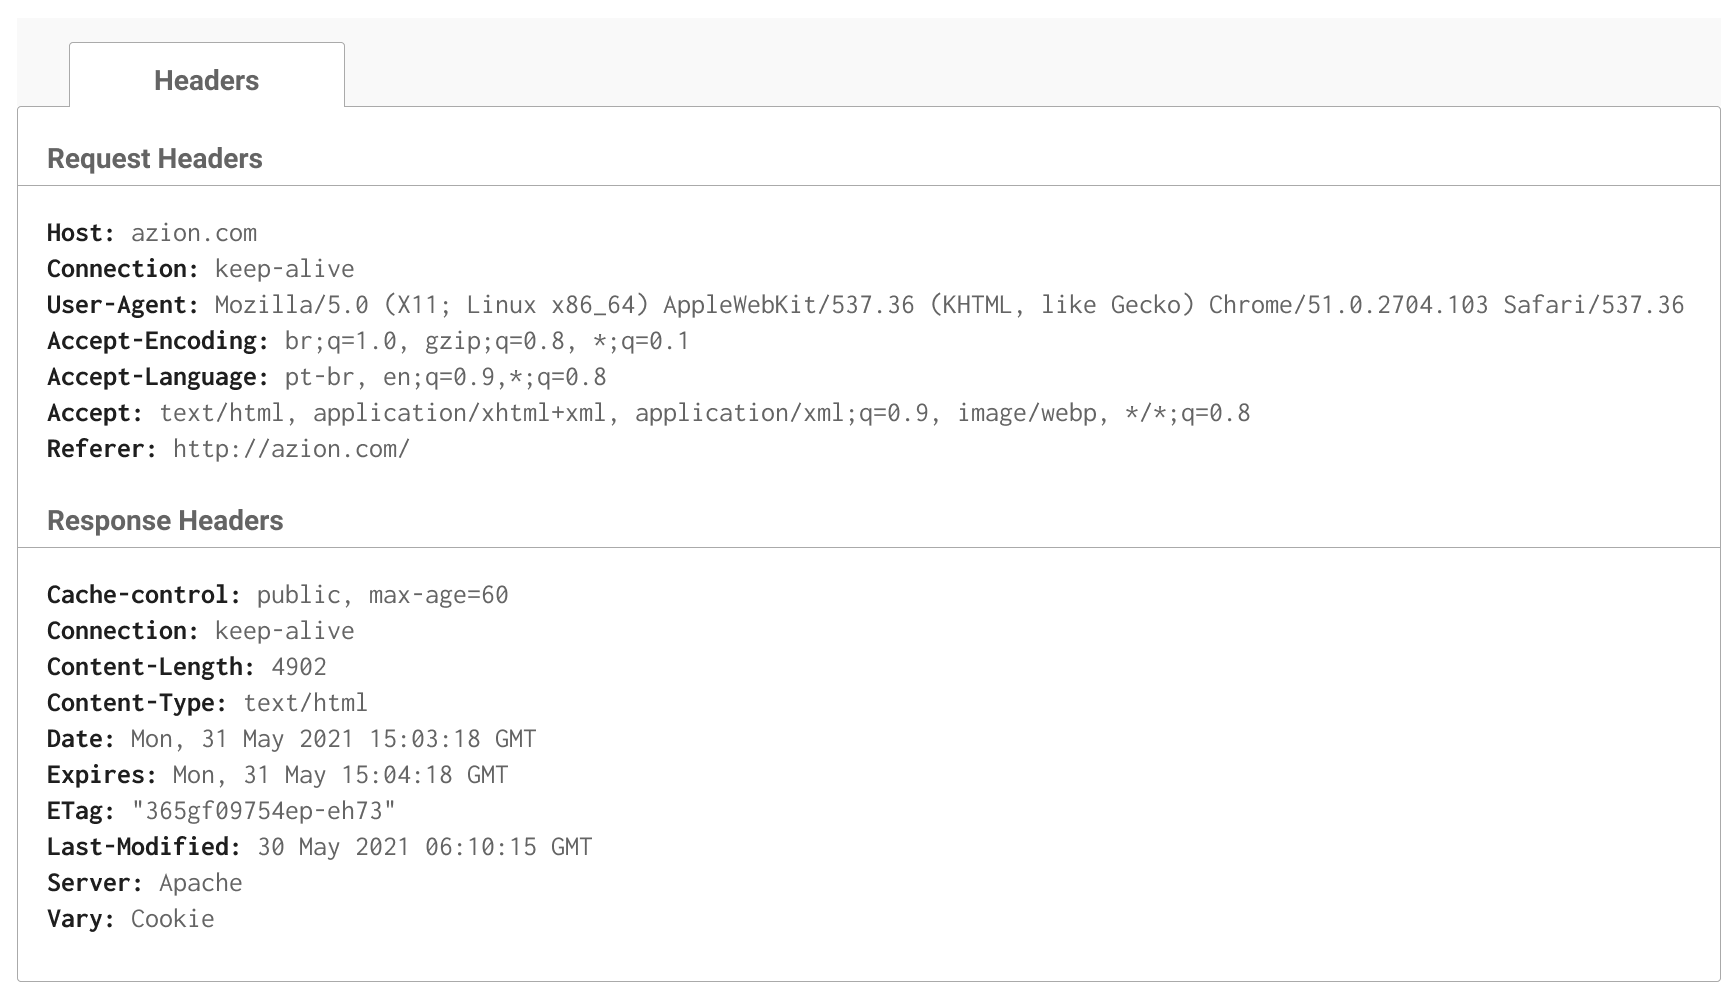 Headers
Request Headers
Host: azion.com
Connection: keep-alive
User-Agent: Mozilla/5.0 (X11; Linux x86_64) AppleWebKit/537.36 (KHTML, like Gecko) Chrome/51.0.2704.103 Safari/537.36
Accept-Encoding: br;q=1.0, gzip;q=0.8, *;q=0.1
Accept-Language: pt-br, en;q=0.9,*;q=0.8
Accept: text/html, application/xhtml+xml, application/xml;q=0.9, image/webp, */*;q=0.8
Referer: http://azion.com/
Response Headers
Cache-control: public, max-age=60
Connection: keep-alive
Content-Length: 4902
Content-Type: text/html
Date: Mon, 31 May 2021 15:03:18 GMT
Expires: Mon, 31 May 15:04:18 GMT
ETag: "365gf09754ep-eh73"
Last-Modified: 30 May 2021 06:10:15 GMT
Server: Apache
Vary: Cookie